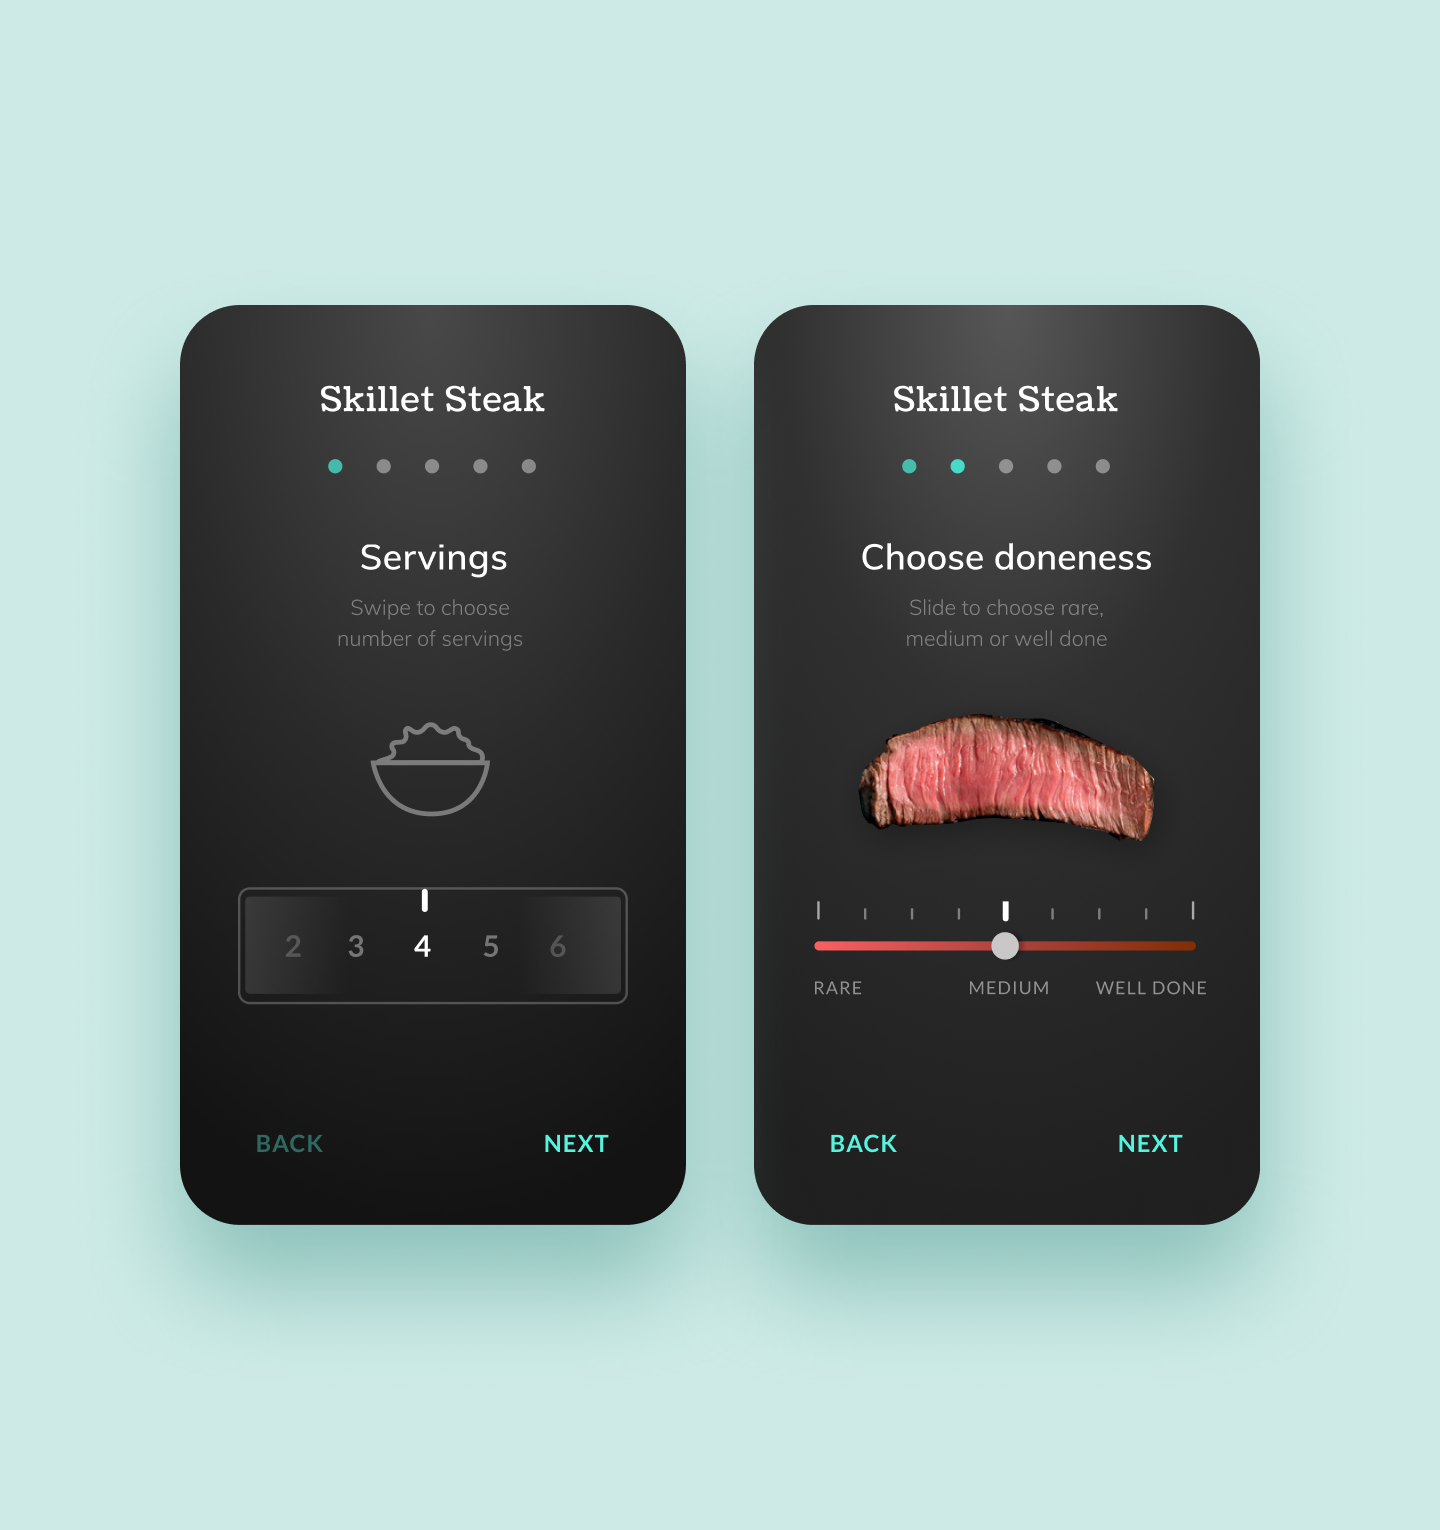 Skillet Steak
Servings
Swipe to choose
number of servings
2 3 4 5 6
BACK NEXT
Skillet Steak
Choose doneness
Slide to choose rare,
medium or well done
RARE MEDIUM WELL DONE
BACK NEXT